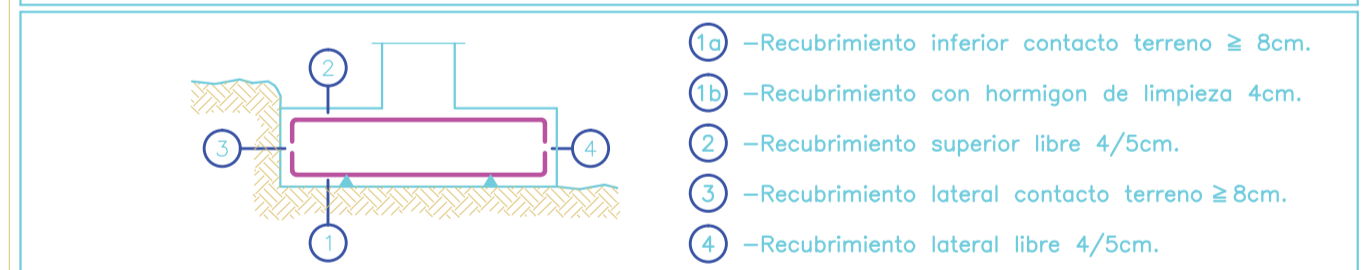 2
3
4
1
1a -Recubrimiento inferior contacto terreno ≧ 8cm.
1b -Recubrimiento con hormigon de limpieza 4cm.
2 -Recubrimiento superior libre 4/5cm.
3 -Recubrimiento lateral contacto terreno ≧ 8cm.
4 -Recubrimiento lateral libre 4/5cm.